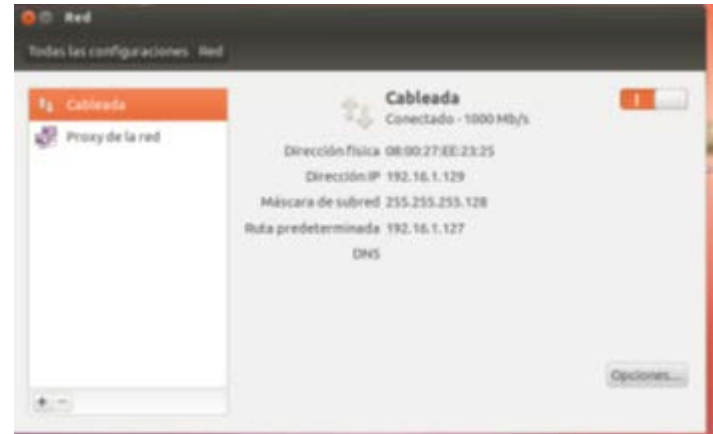 Red
Todas las configuraciones Red
Cableada
Proxy de la red
Cableada
Conectado - 1000 Mb/s
Dirección física 08:00:27:EE:23:25
Dirección IP 192.16.1.129
Máscara de subred 255.255.255.128
Ruta predeterminada 192.16.1.127
DNS
Opciones...